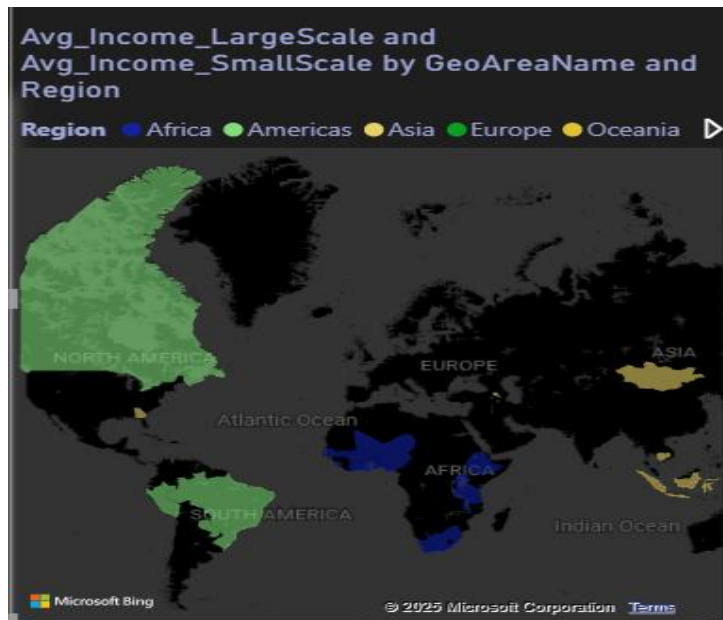 Avg_Income_LargeScale and
Avg_Income_SmallScale by GeoAreaName and
Region
Region Africa Americas Asia Europe Oceania
NORTH AMERICA
EUROPE
ASIA
Atlantic Ocean
AFRICA
SOUTH AMERICA
Indian Ocean
Microsoft Bing
© 2025 Microsoft Corporation Terms